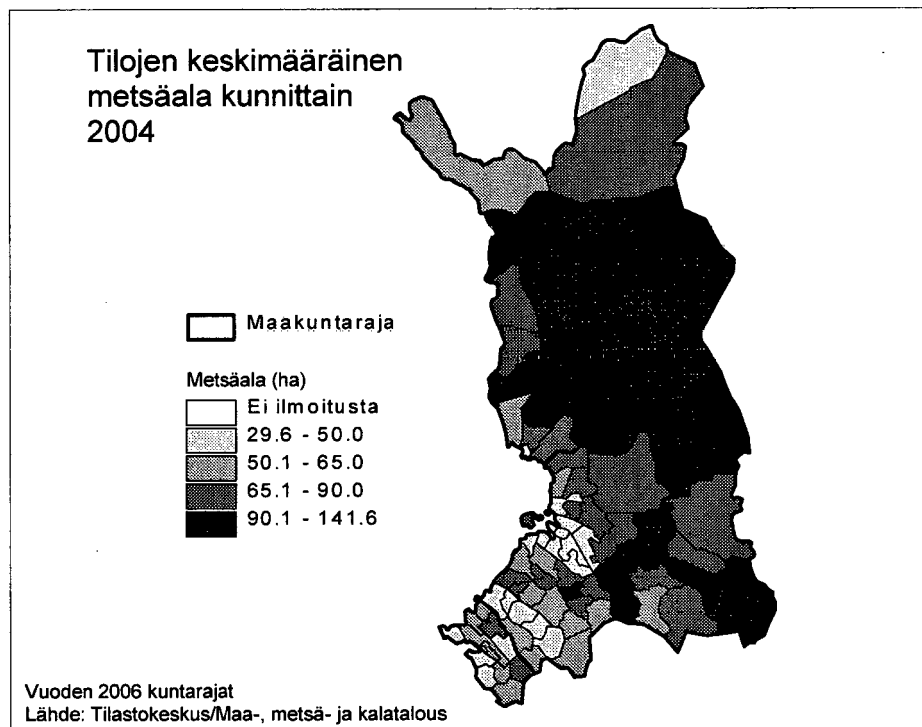 Tilojen keskimääräinen
metsäala kunnittain
2004
Maakuntaraja
Metsäala (ha)
Ei ilmoitusta
29.6 - 50.0
50.1 - 65.0
65.1 - 90.0
90.1 - 141.6
Vuoden 2006 kuntarajat
Lähde: Tilastokeskus/Maa-, metsä- ja kalatalous